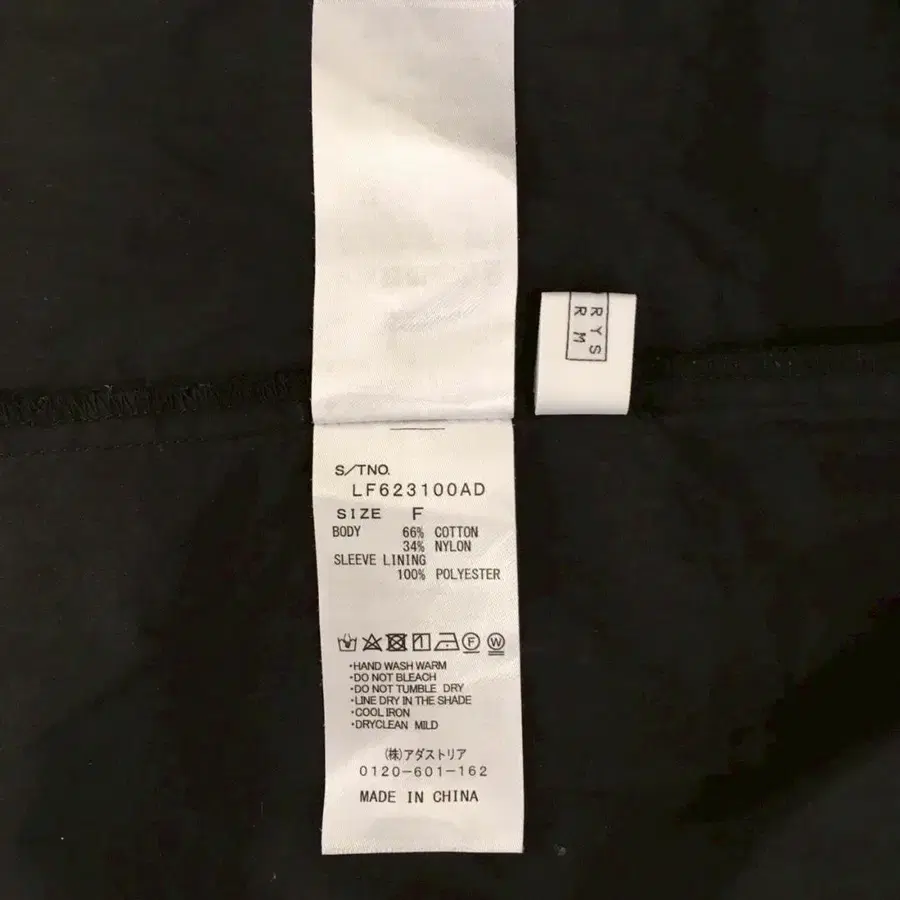 S/TNO.
LF623100AD
SIZE F
BODY 66% COTTON
34% NYLON
SLEEVE LINING
100% POLYESTER
F W
・HAND WASH WARM
・DO NOT BLEACH
・DO NOT TUMBLE DRY
・LINE DRY IN THE SHADE
・COOL IRON
・DRYCLEAN MILD
(株)アダストリア
0120-601-162
MADE IN CHINA
RYS
RM